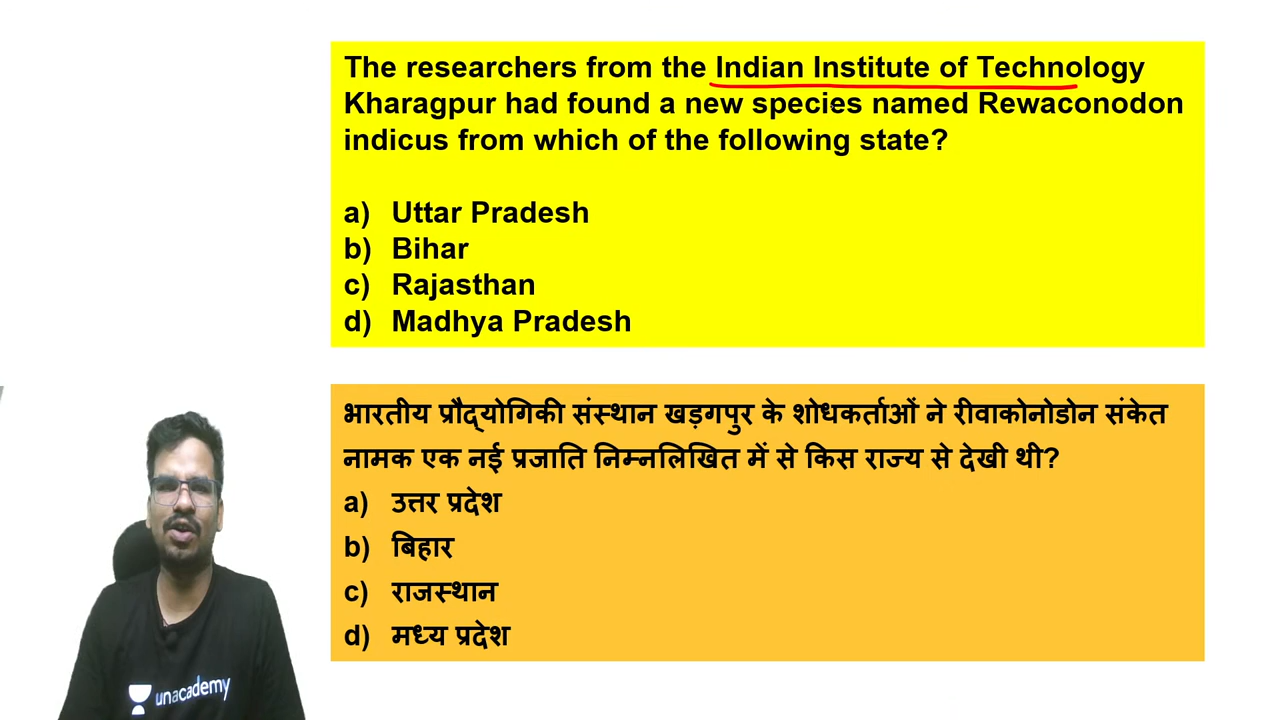 The researchers from the Indian Institute of Technology
Kharagpur had found a new species named Rewaconodon
indicus from which of the following state?
a) Uttar Pradesh
b) Bihar
c) Rajasthan
d) Madhya Pradesh
भारतीय प्रौद्योगिकी संस्थान खड़गपुर के शोधकर्ताओं ने रीवाकोनोडोन संकेत
नामक एक नई प्रजाति निम्नलिखित में से किस राज्य से देखी थी?
a) उत्तर प्रदेश
b) बिहार
c) राजस्थान
d) मध्य प्रदेश
unacademy